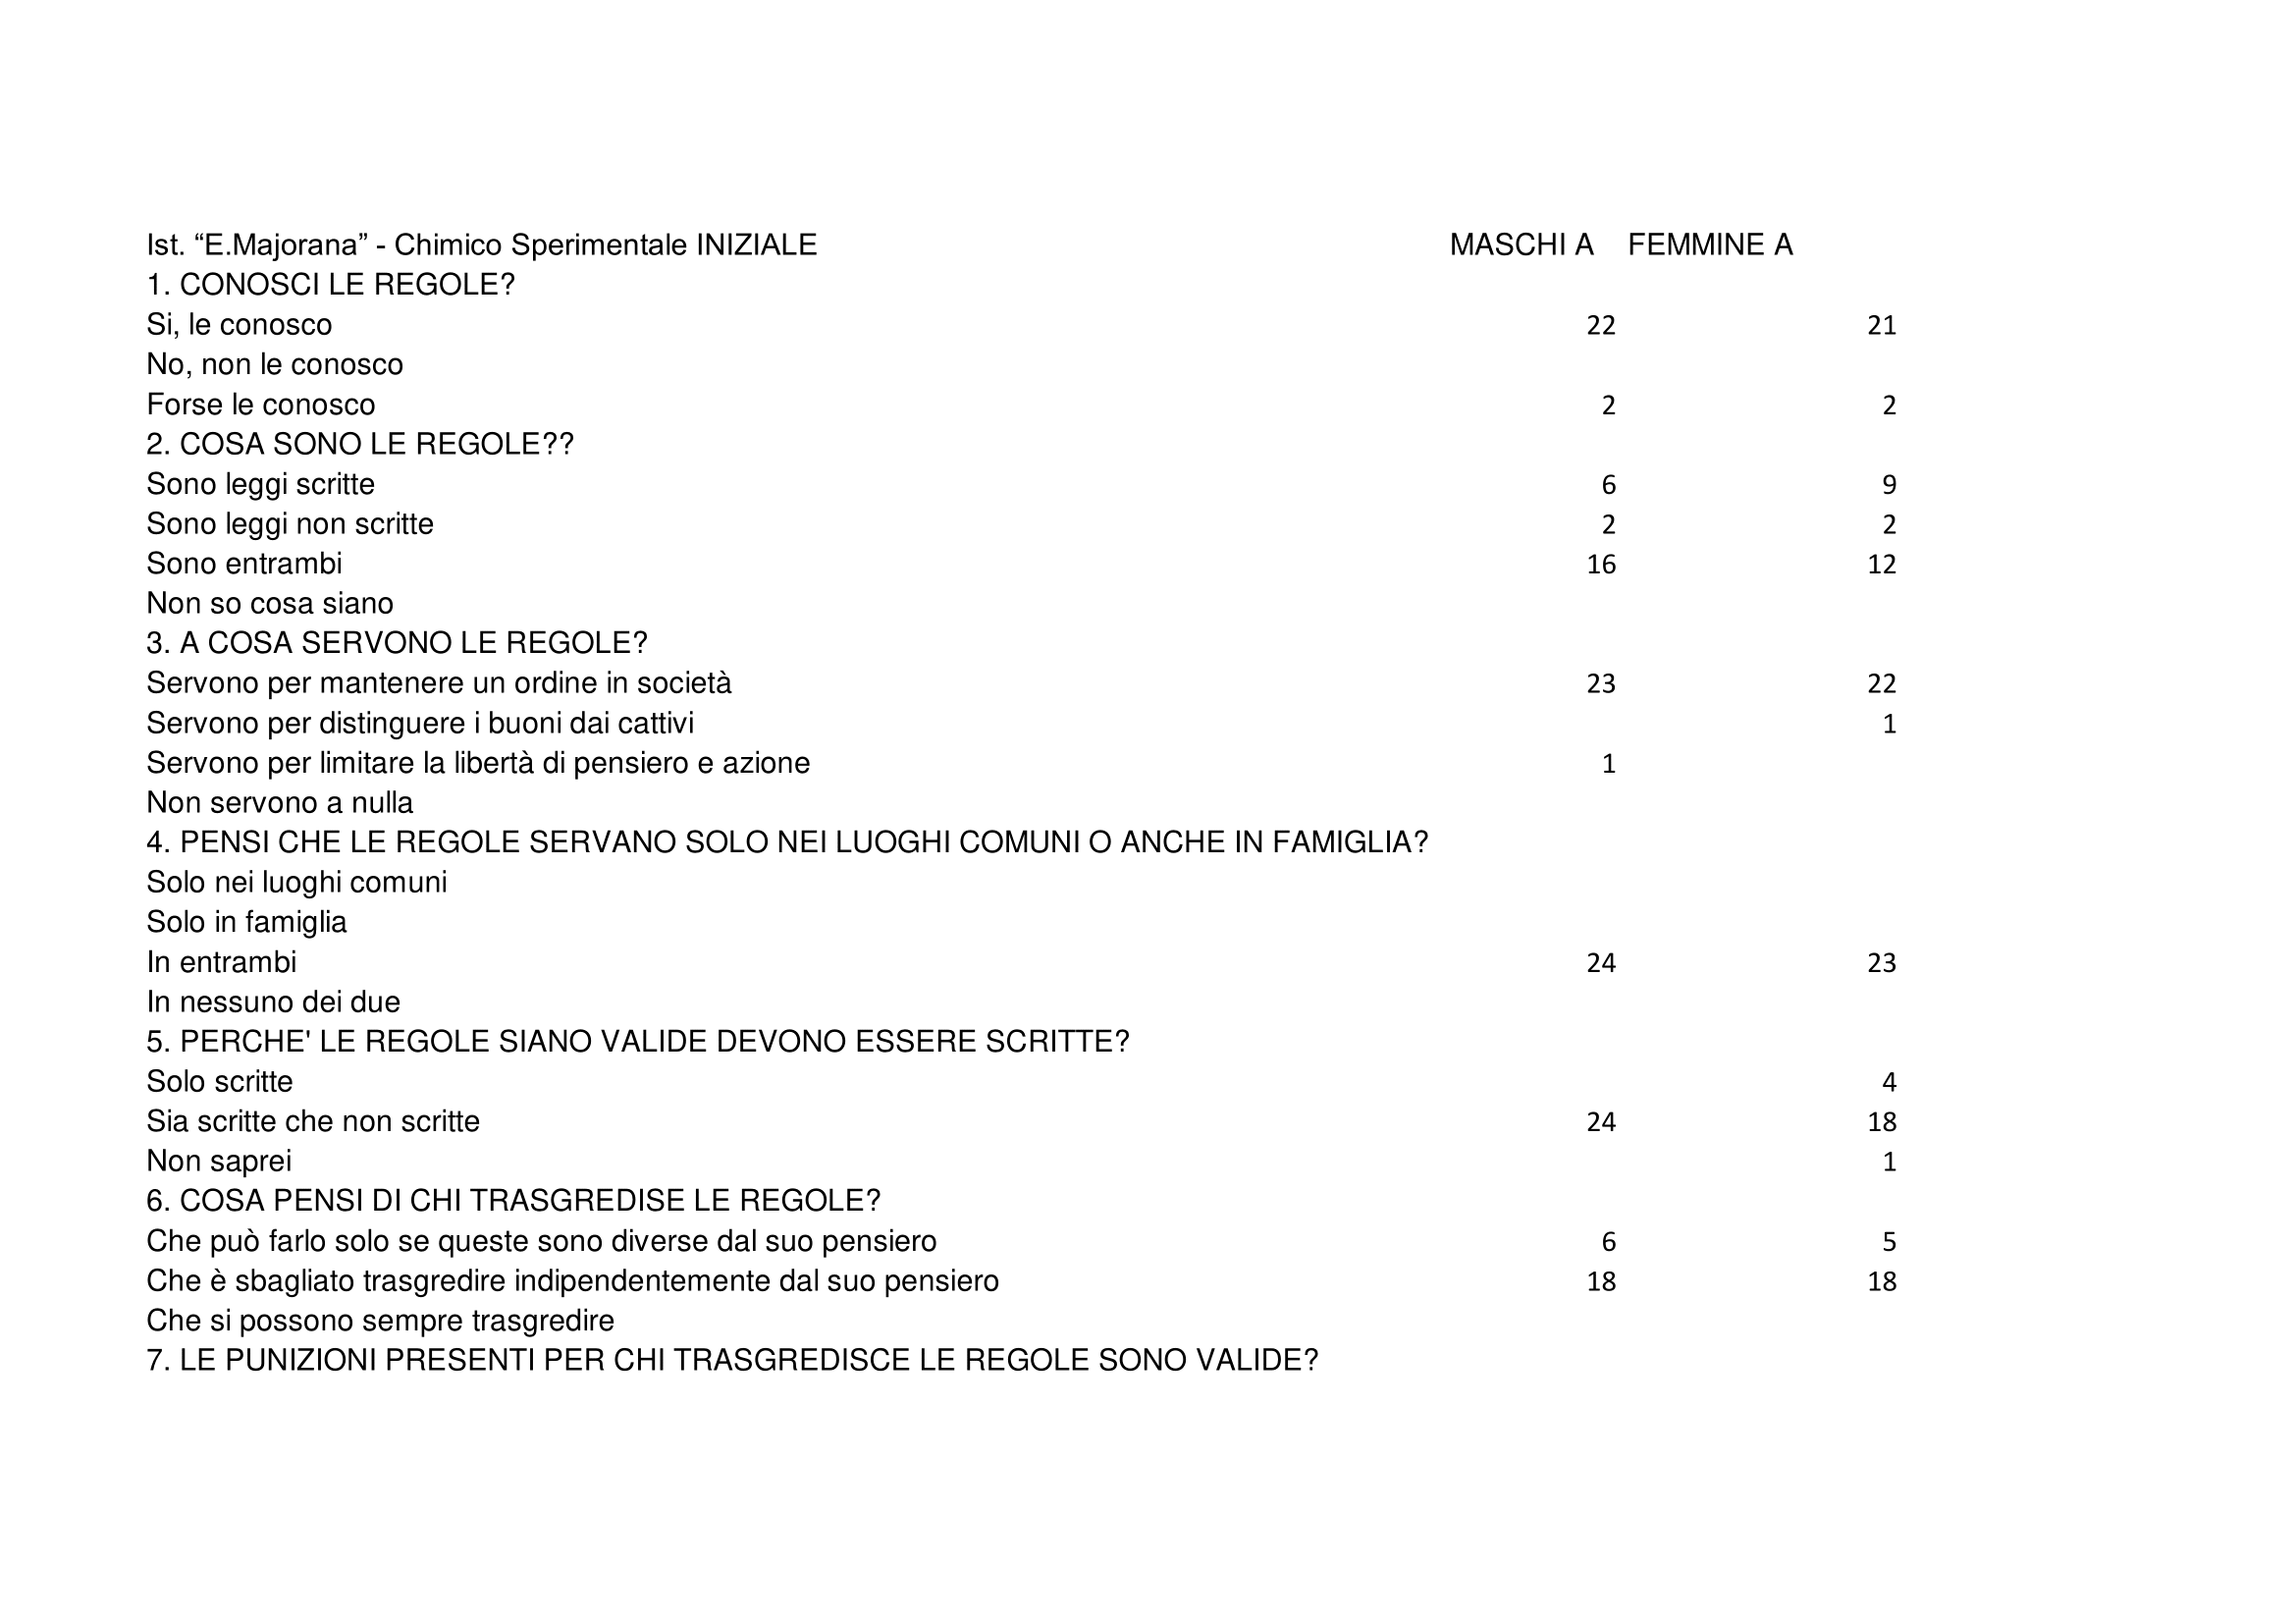 Ist. “E.Majorana” - Chimico Sperimentale INIZIALE MASCHI A FEMMINE A
1. CONOSCI LE REGOLE?
Si, le conosco 22 21
No, non le conosco
Forse le conosco 2 2
2. COSA SONO LE REGOLE??
Sono leggi scritte 6 9
Sono leggi non scritte 2 2
Sono entrambi 16 12
Non so cosa siano
3. A COSA SERVONO LE REGOLE?
Servono per mantenere un ordine in società 23 22
Servono per distinguere i buoni dai cattivi 1
Servono per limitare la libertà di pensiero e azione 1
Non servono a nulla
4. PENSI CHE LE REGOLE SERVANO SOLO NEI LUOGHI COMUNI O ANCHE IN FAMIGLIA?
Solo nei luoghi comuni
Solo in famiglia
In entrambi 24 23
In nessuno dei due
5. PERCHE' LE REGOLE SIANO VALIDE DEVONO ESSERE SCRITTE?
Solo scritte 4
Sia scritte che non scritte 24 18
Non saprei 1
6. COSA PENSI DI CHI TRASGREDISE LE REGOLE?
Che può farlo solo se queste sono diverse dal suo pensiero 6 5
Che è sbagliato trasgredire indipendentemente dal suo pensiero 18 18
Che si possono sempre trasgredire
7. LE PUNIZIONI PRESENTI PER CHI TRASGREDISCE LE REGOLE SONO VALIDE?